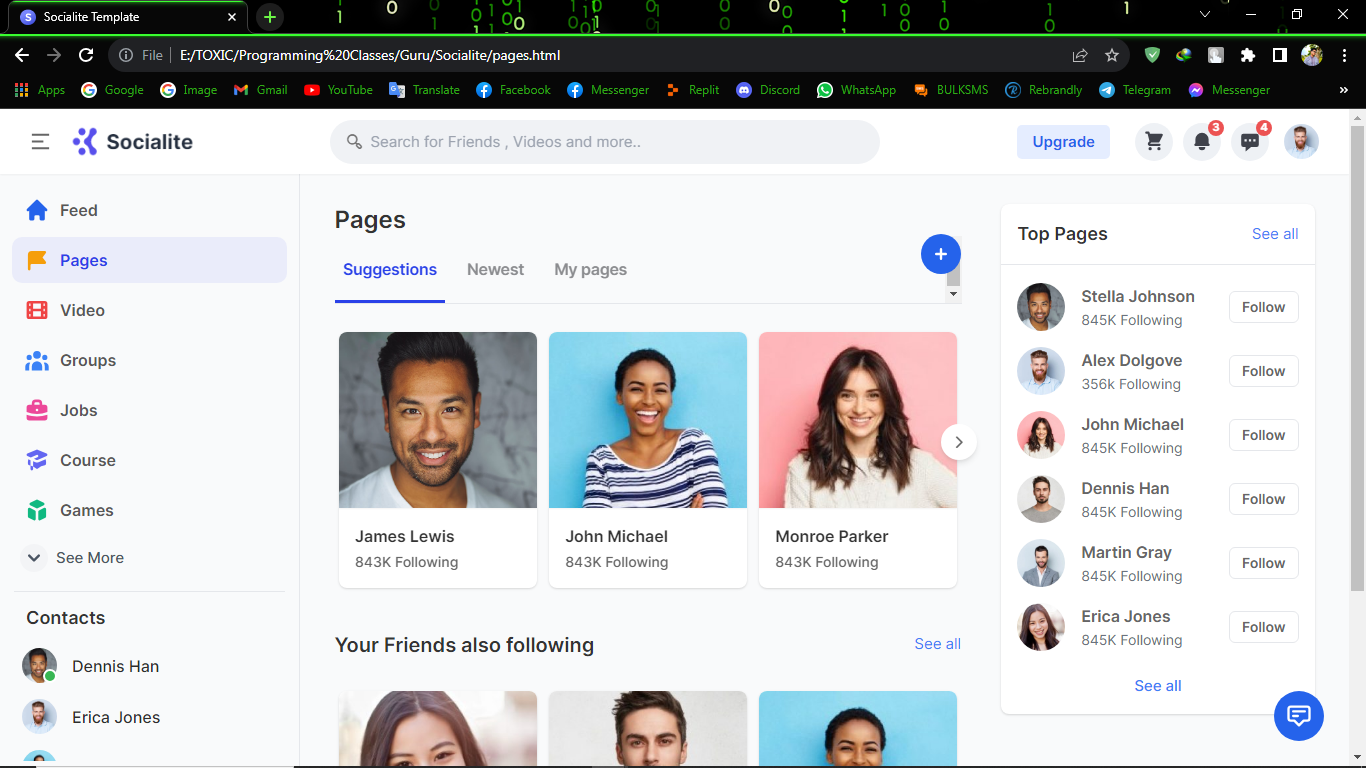 Socialite Template
File E:/TOXIC/Programming%20Classes/Guru/Socialite/pages.html
Apps Google Image Gmail YouTube Translate Facebook Messenger Replit Discord WhatsApp BULKSMS Rebrandly Telegram Messenger
Socialite
Search for Friends , Videos and more..
Upgrade
3
4
Feed
Pages
Video
Groups
Jobs
Course
Games
See More
Contacts
Dennis Han
Erica Jones
Pages
Suggestions Newest My pages
James Lewis
843K Following
John Michael
843K Following
Monroe Parker
843K Following
Your Friends also following See all
Top Pages See all
Stella Johnson
845K Following
Follow
Alex Dolgove
356k Following
Follow
John Michael
845K Following
Follow
Dennis Han
845K Following
Follow
Martin Gray
845K Following
Follow
Erica Jones
845K Following
Follow
See all